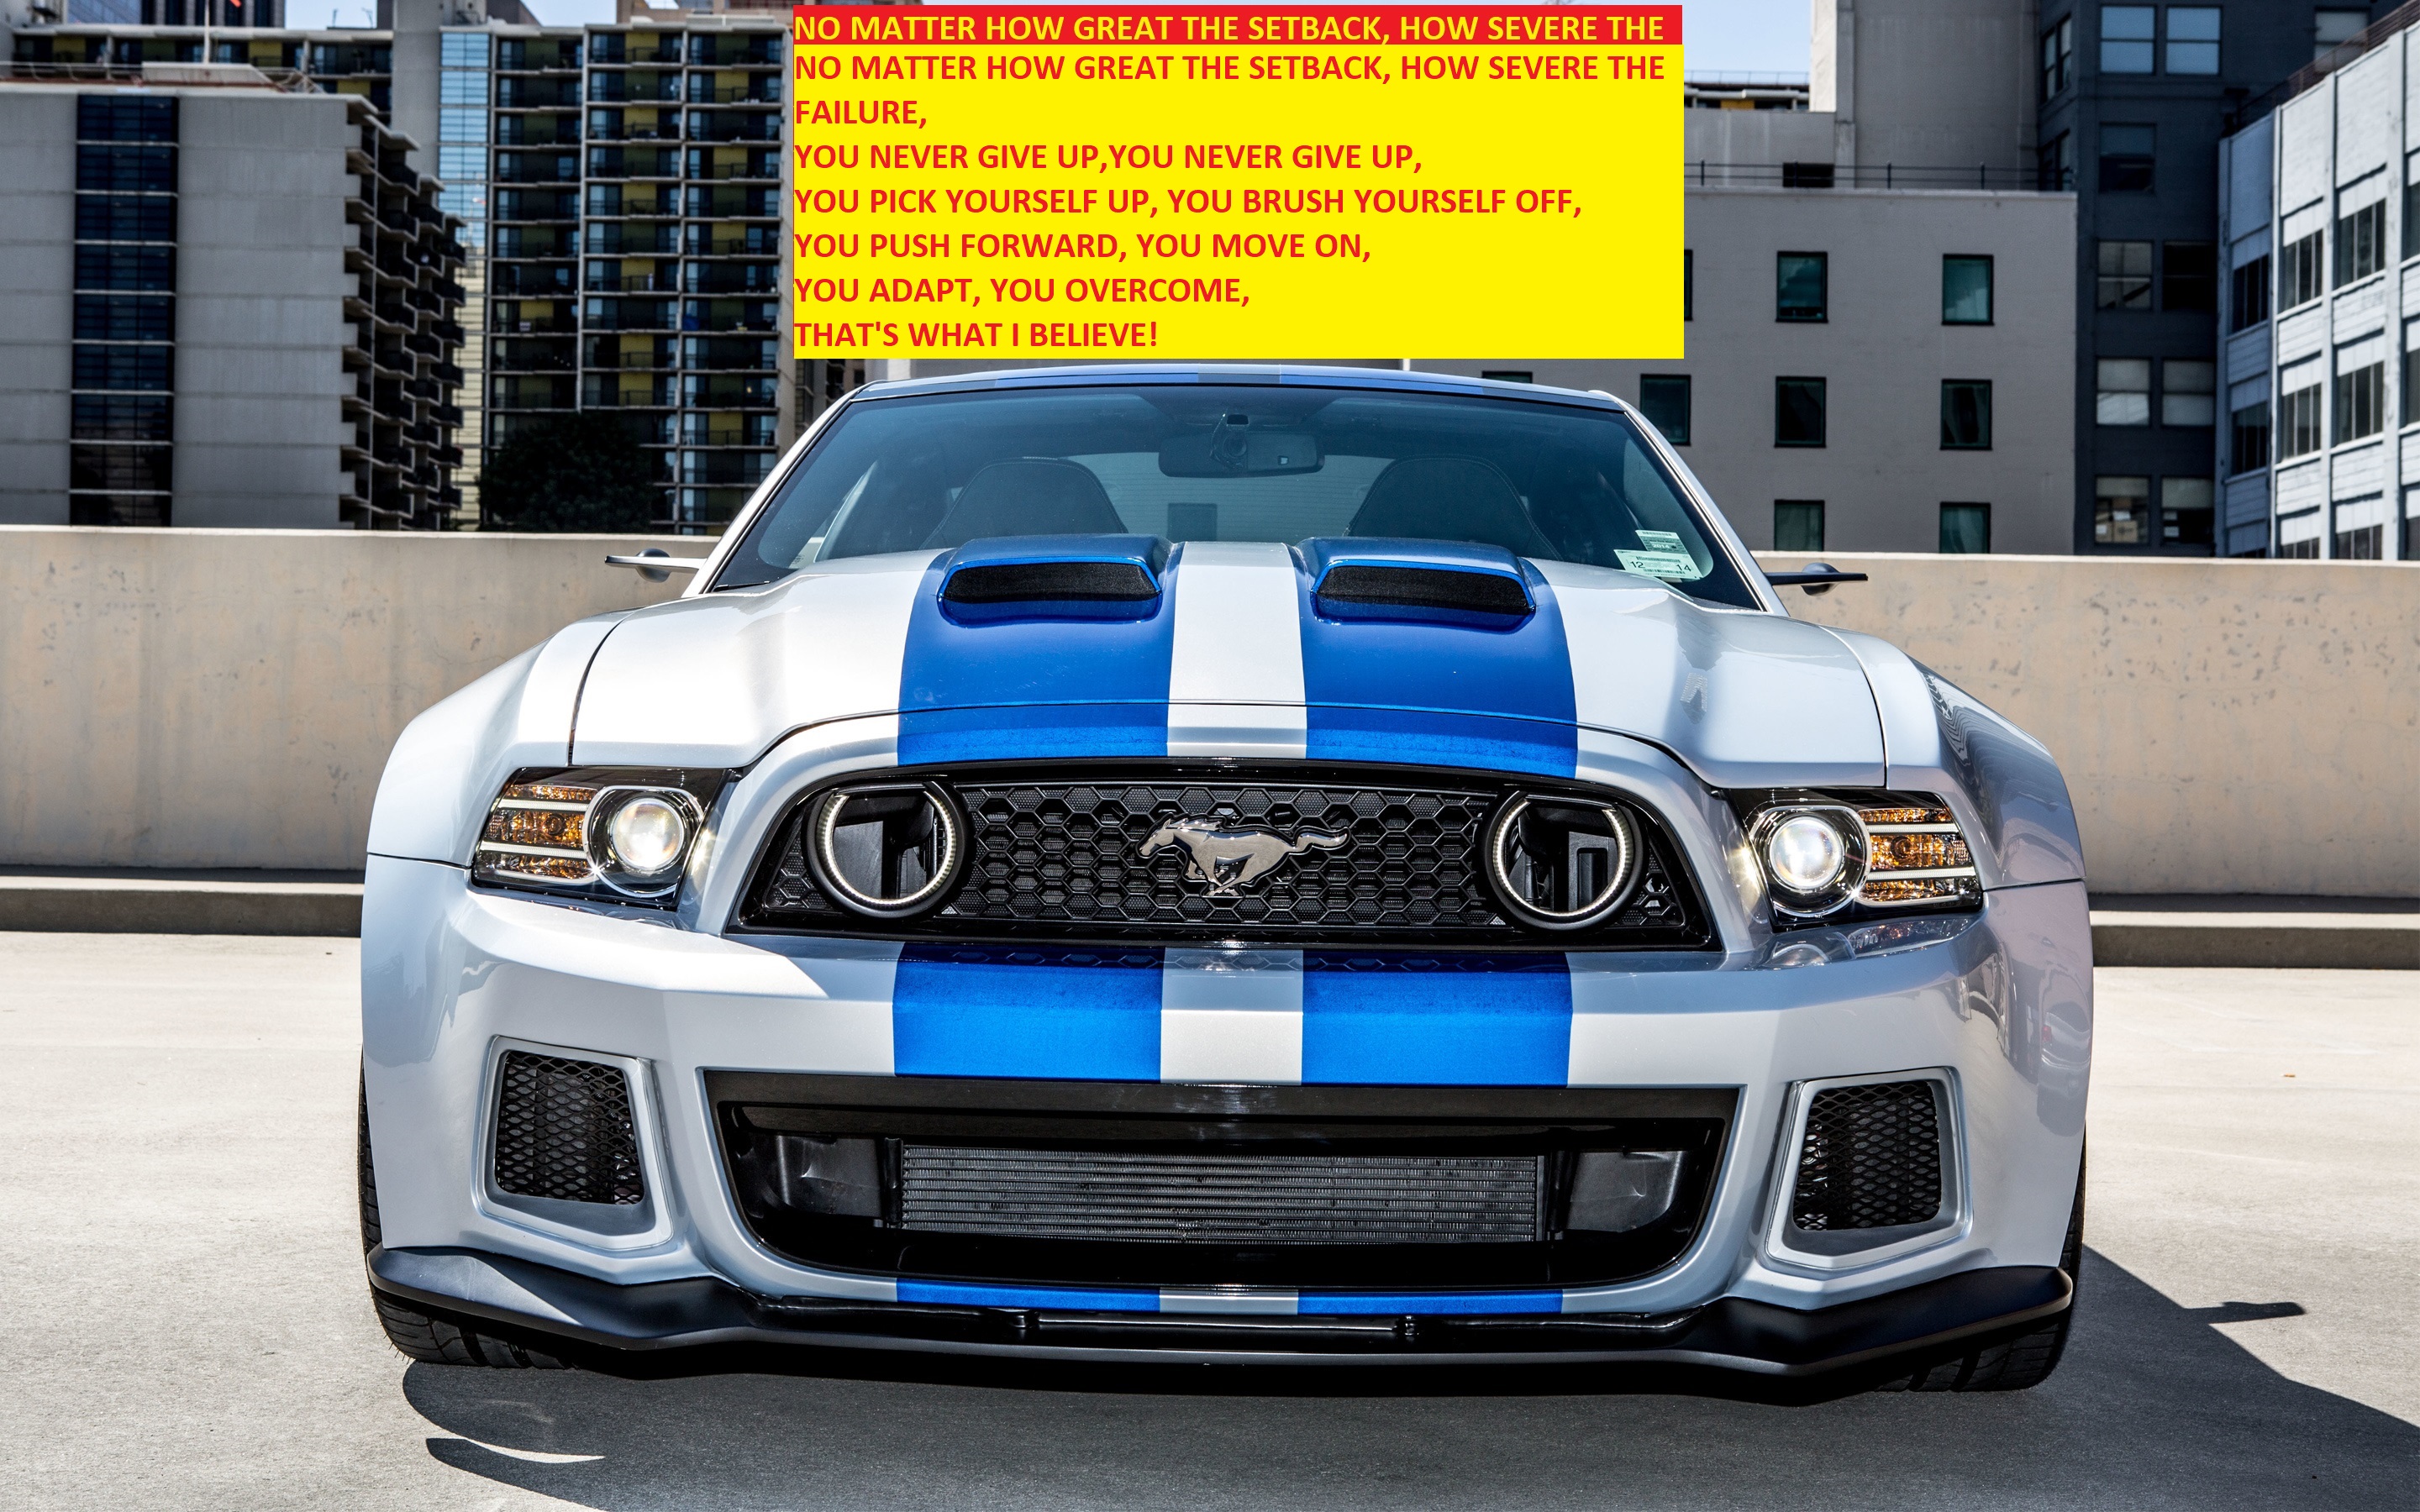 NO MATTER HOW GREAT THE SETBACK, HOW SEVERE THE
NO MATTER HOW GREAT THE SETBACK, HOW SEVERE THE
FAILURE,
YOU NEVER GIVE UP,YOU NEVER GIVE UP,
YOU PICK YOURSELF UP, YOU BRUSH YOURSELF OFF,
YOU PUSH FORWARD, YOU MOVE ON,
YOU ADAPT, YOU OVERCOME,
THAT'S WHAT I BELIEVE!
12 14